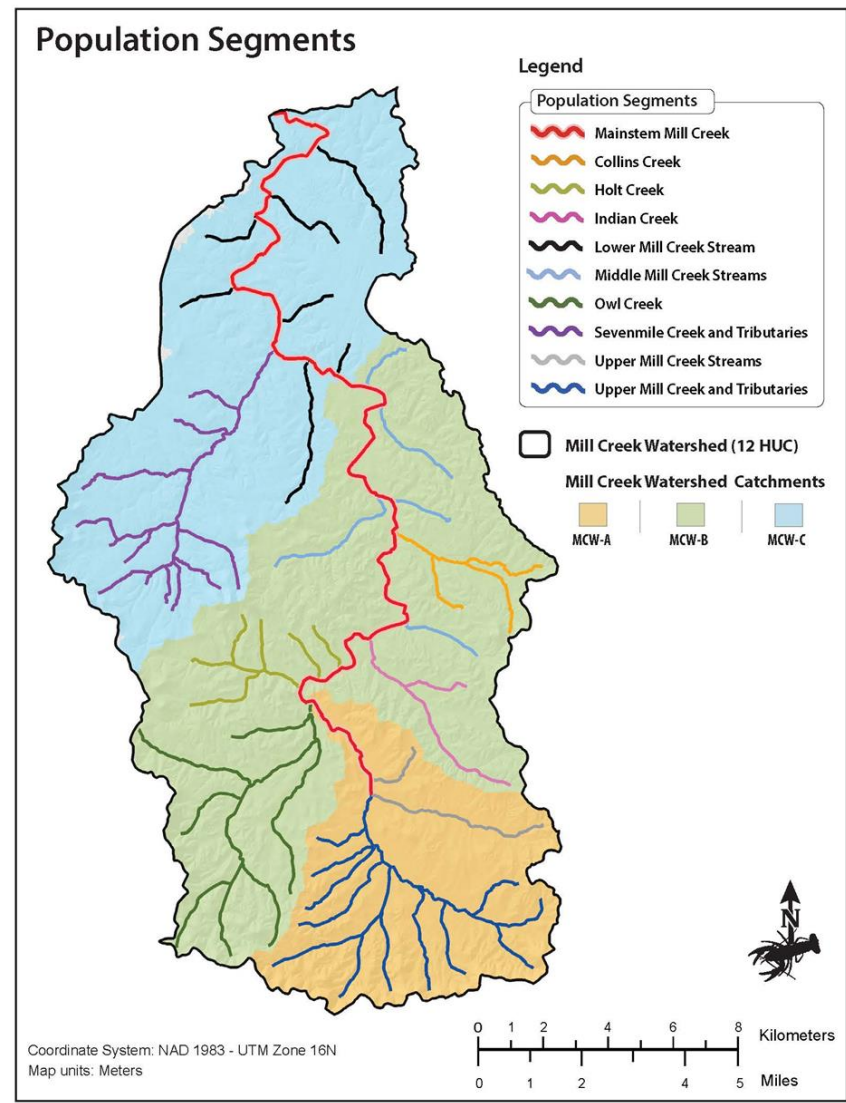 Population Segments
Legend
Population Segments
Mainstem Mill Creek
Collins Creek
Holt Creek
Indian Creek
Lower Mill Creek Stream
Middle Mill Creek Streams
Owl Creek
Sevenmile Creek and Tributaries
Upper Mill Creek Streams
Upper Mill Creek and Tributaries
Mill Creek Watershed (12 HUC)
Mill Creek Watershed Catchments
MCW-A MCW-B MCW-C
N
0 1 2 4 6 8 Kilometers
0 1 2 4 5 Miles
Coordinate System: NAD 1983 - UTM Zone 16N
Map units: Meters